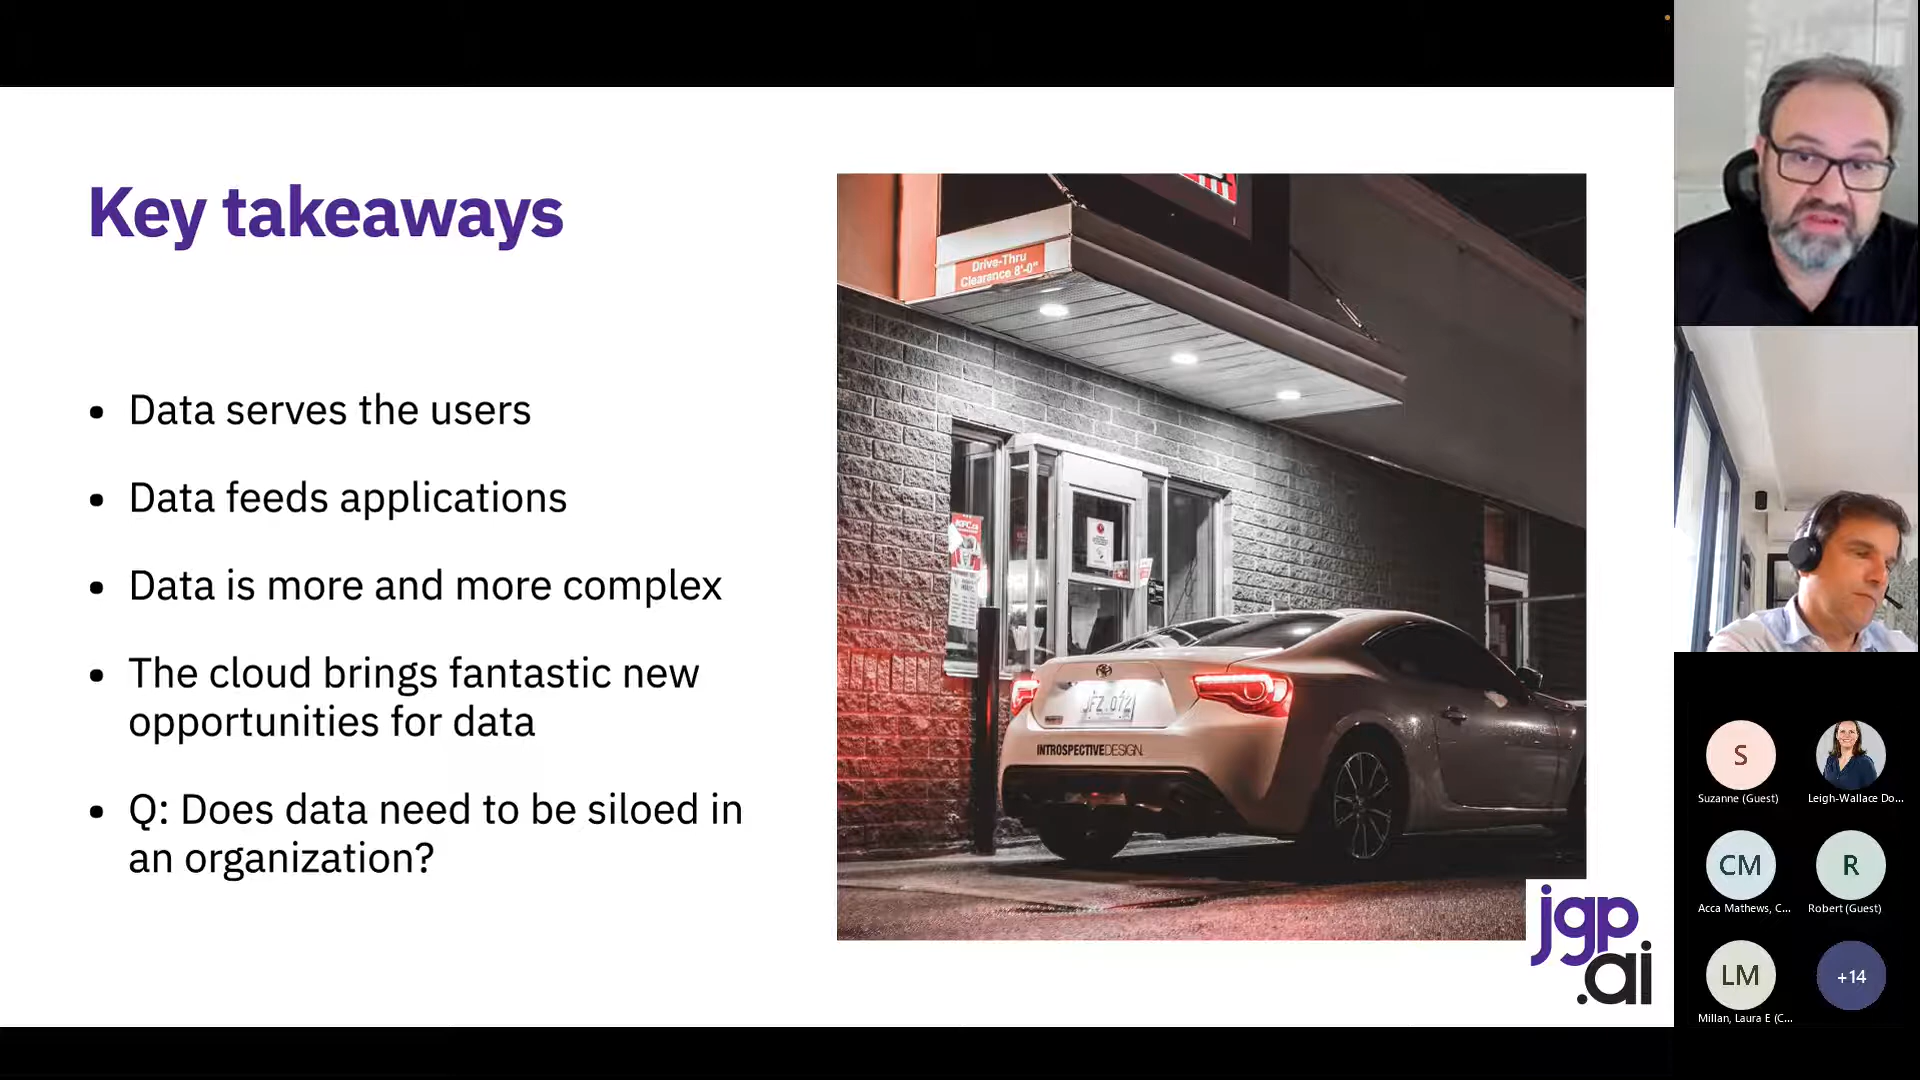 Key takeaways
• Data serves the users
• Data feeds applications
• Data is more and more complex
• The cloud brings fantastic new
opportunities for data
• Q: Does data need to be siloed in
an organization?
Drive-Thru
Clearance 8'-0"
KFC.ca
INTROSPECTIVEDESIGN.
jgp
.ai
S
Suzanne (Guest)
Leigh-Wallace Do...
CM
Acca Mathews, C...
R
Robert (Guest)
LM
Millan, Laura E (C...
+14